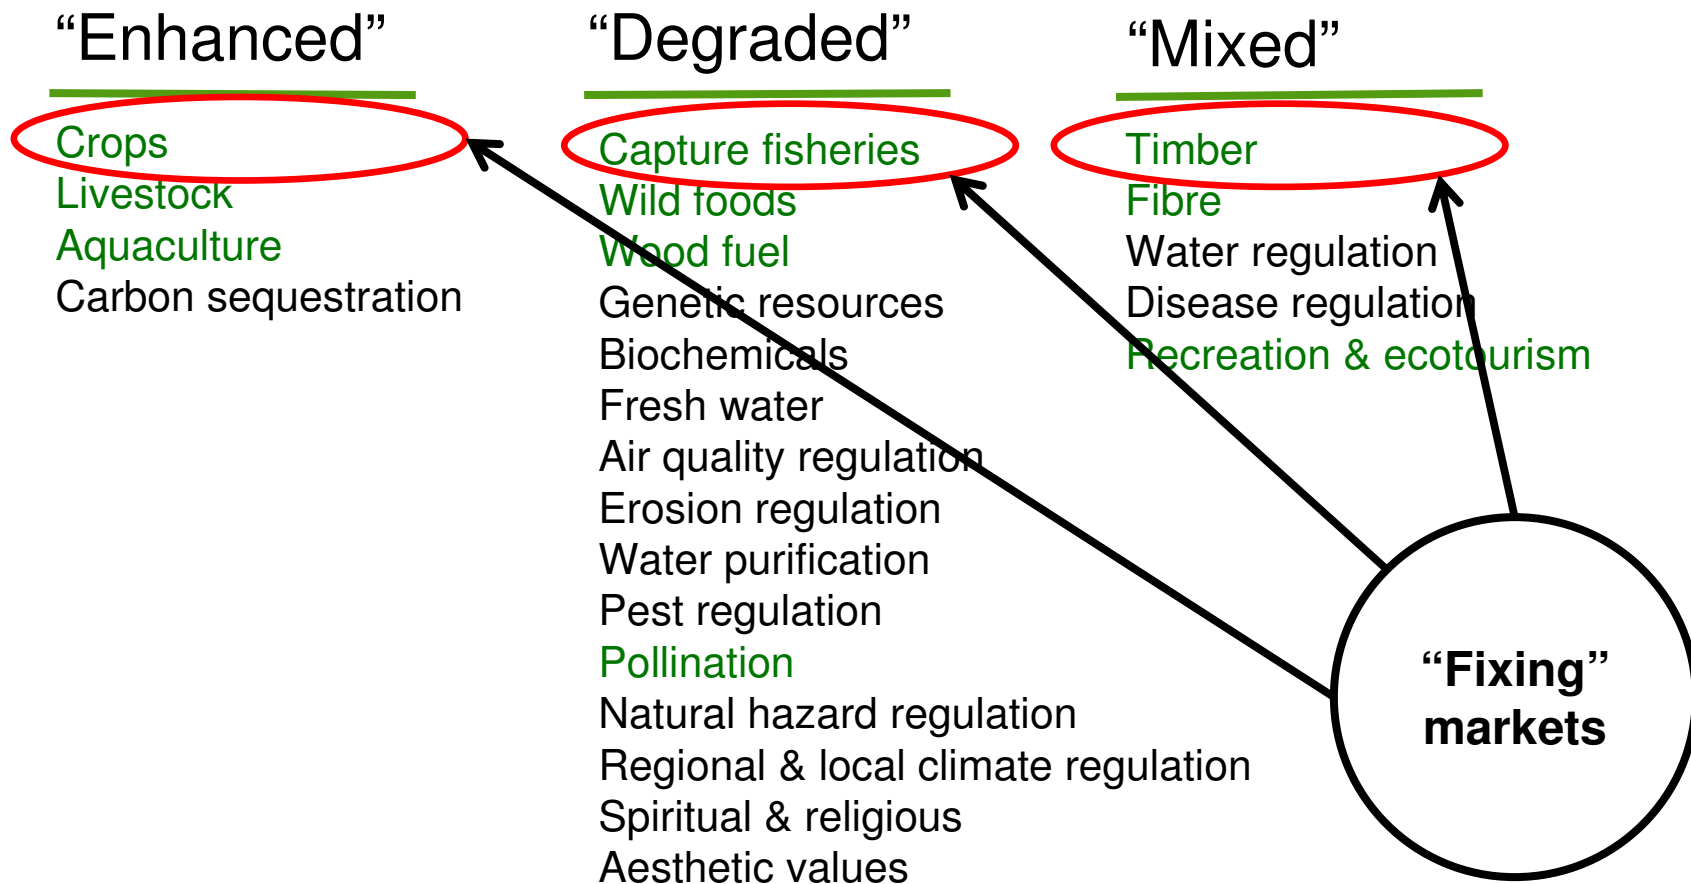 “Enhanced”
Crops
Livestock
Aquaculture
Carbon sequestration
“Degraded”
Capture fisheries
Wild foods
Wood fuel
Genetic resources
Biochemicals
Fresh water
Air quality regulation
Erosion regulation
Water purification
Pest regulation
Pollination
Natural hazard regulation
Regional & local climate regulation
Spiritual & religious
Aesthetic values
“Mixed”
Timber
Fibre
Water regulation
Disease regulation
Recreation & ecotourism
“Fixing”
markets